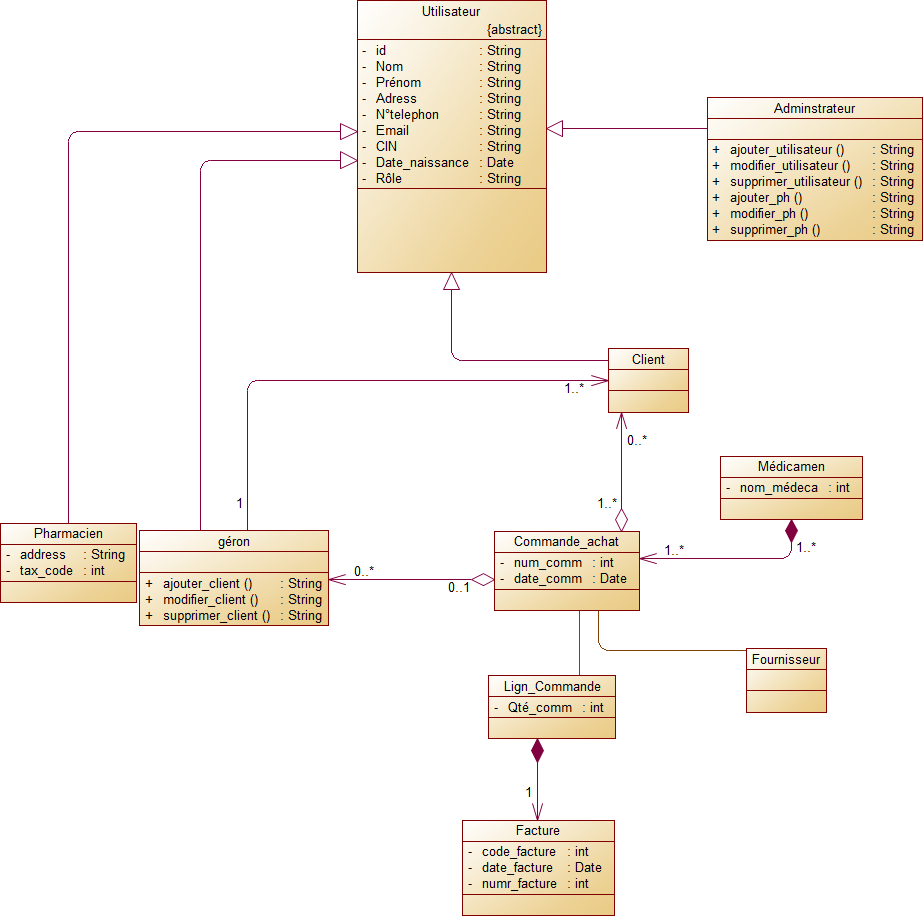 Utilisateur
{abstract}
- id : String
- Nom : String
- Prénom : String
- Adress : String
- N°telephon : String
- Email : String
- CIN : String
- Date_naissance : Date
- Rôle : String
Adminstrateur
+ ajouter_utilisateur () : String
+ modifier_utilisateur () : String
+ supprimer_utilisateur () : String
+ ajouter_ph () : String
+ modifier_ph () : String
+ supprimer_ph () : String
Client
1..*
0..*
Médicamen
- nom_médeca : int
1
1..*
Pharmacien
- address : String
- tax_code : int
géron
+ ajouter_client () : String
+ modifier_client () : String
+ supprimer_client () : String
Commande_achat
- num_comm : int
- date_comm : Date
1..*
1..*
0..*
0..1
Fournisseur
Lign_Commande
- Qté_comm : int
1
Facture
- code_facture : int
- date_facture : Date
- numr_facture : int